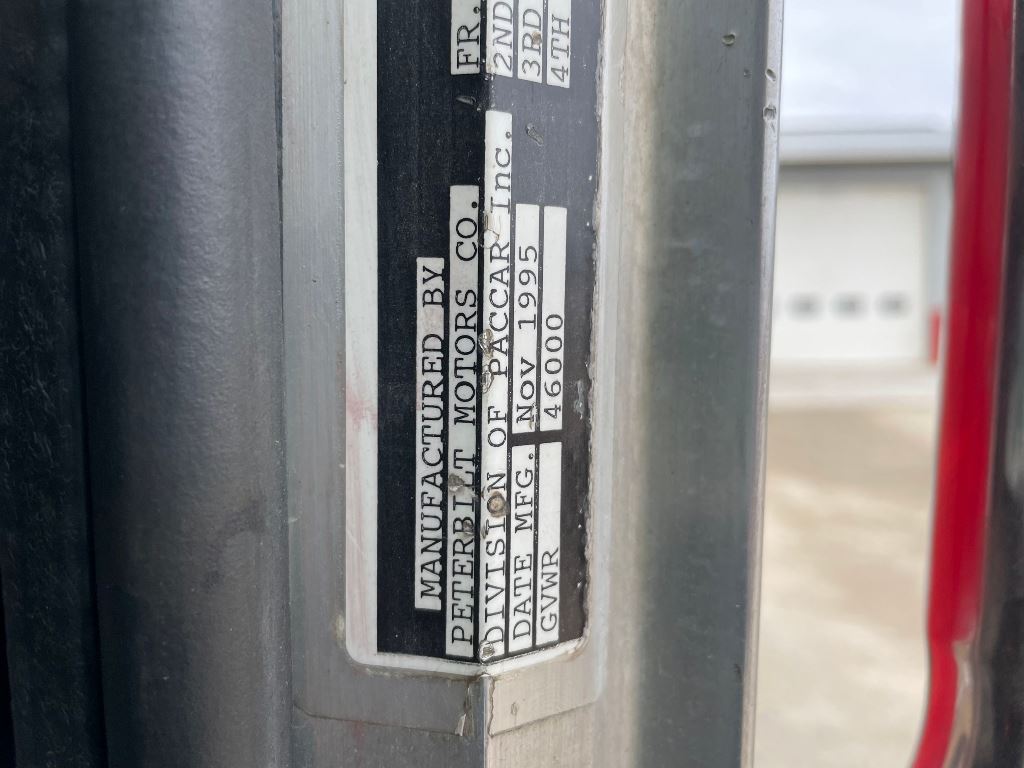 MANUFACTURED BY
PETERBILT MOTORS CO.
DIVISION OF PACCAR Inc.
DATE MFG. Nov 1995
GVWR 46000
FR.
2ND
3RD
4TH